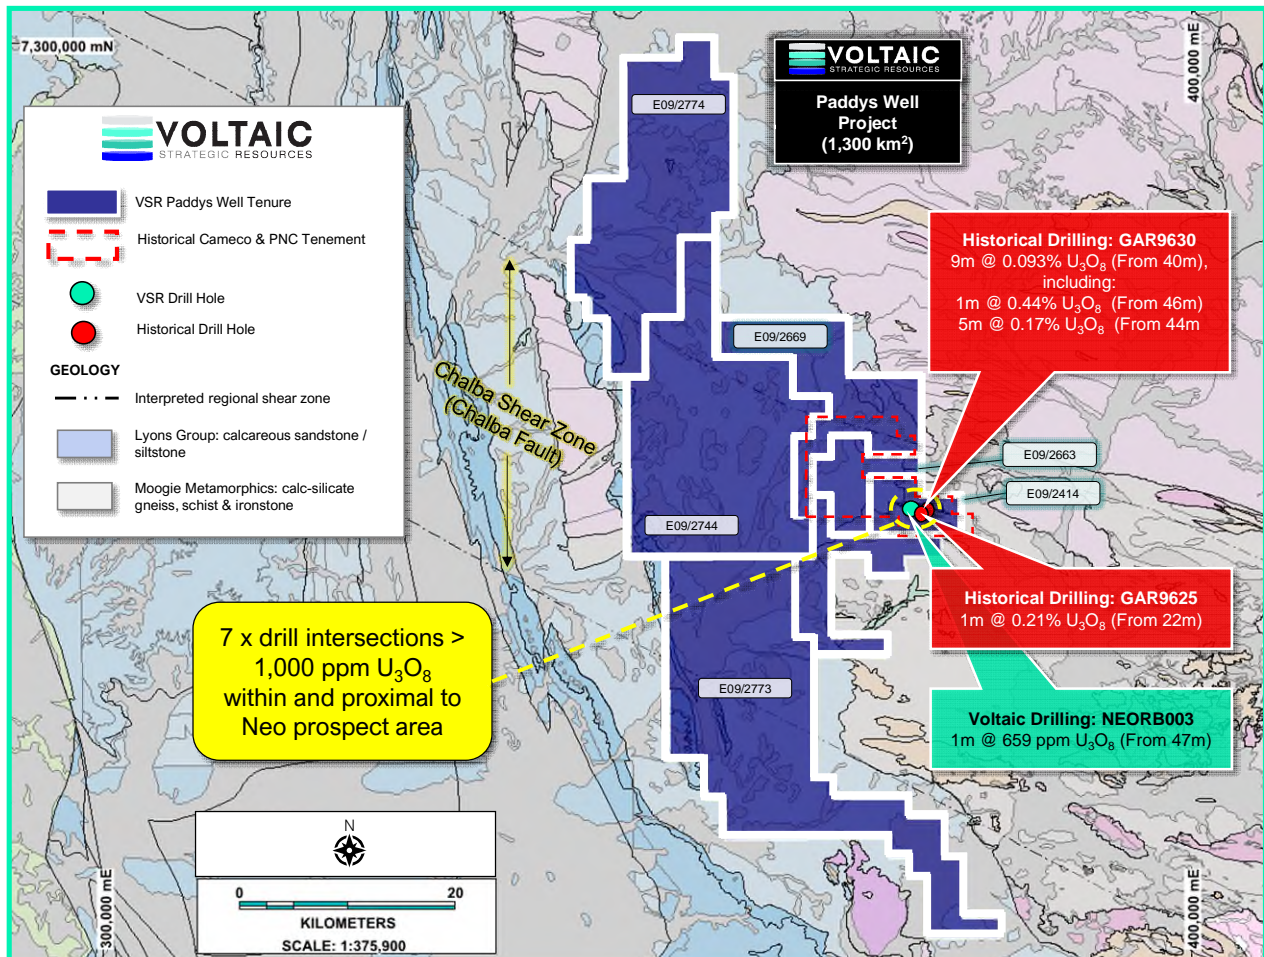 7,300,000 mN
400,000 mE
VOLTAIC
STRATEGIC RESOURCES
VSR Paddys Well Tenure
Historical Cameco & PNC Tenement
VSR Drill Hole
Historical Drill Hole
GEOLOGY
Interpreted regional shear zone
Lyons Group: calcareous sandstone /
siltstone
Moogie Metamorphics: calc-silicate
gneiss, schist & ironstone
VOLTAIC
STRATEGIC RESOURCES
Paddys Well
Project
(1,300 km²)
E09/2774
E09/2669
Chalba Shear Zone
(Chalba Fault)
Historical Drilling: GAR9630
9m @ 0.093% U₃O₈ (From 40m),
including:
1m @ 0.44% U₃O₈ (From 46m)
5m @ 0.17% U₃O₈ (From 44m
E09/2663
E09/2414
E09/2744
E09/2773
Historical Drilling: GAR9625
1m @ 0.21% U₃O₈ (From 22m)
Voltaic Drilling: NEORB003
1m @ 659 ppm U₃O₈ (From 47m)
7 x drill intersections >
1,000 ppm U₃O₈
within and proximal to
Neo prospect area
N
0 20
KILOMETERS
SCALE: 1:375,900
300,000 mE
400,000 mE